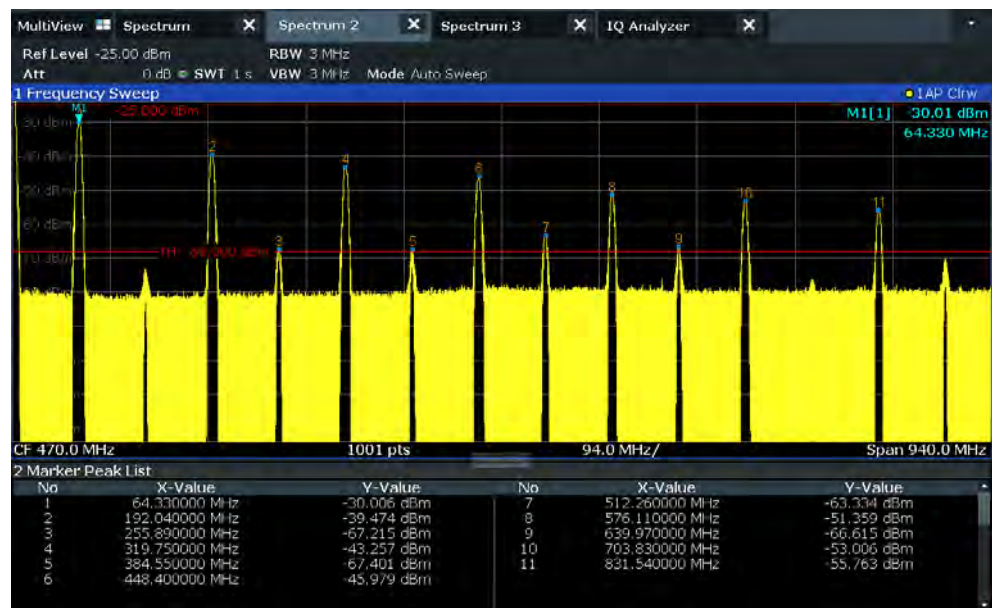 MultiView Spectrum X Spectrum 2 X Spectrum 3 X IQ Analyzer X
Ref Level -25.00 dBm RBW 3 MHz
Att 0 dB SWT 1 s VBW 3 MHz Mode Auto Sweep
1 Frequency Sweep 1AP Clrw
M1 -25.000 dBm M1[1] -30.01 dBm
64.330 MHz
2
4
6
8
10
11
7
3
5
9
CF 470.0 MHz 1001 pts 94.0 MHz/ Span 940.0 MHz
2 Marker Peak List
No X-Value Y-Value No X-Value Y-Value
1 64.330000 MHz -30.006 dBm 7 512.260000 MHz -63.334 dBm
2 192.040000 MHz -39.474 dBm 8 576.110000 MHz -51.359 dBm
3 255.890000 MHz -67.215 dBm 9 639.970000 MHz -66.615 dBm
4 319.750000 MHz -43.257 dBm 10 703.830000 MHz -53.006 dBm
5 384.550000 MHz -67.401 dBm 11 831.540000 MHz -55.763 dBm
6 448.400000 MHz -45.979 dBm